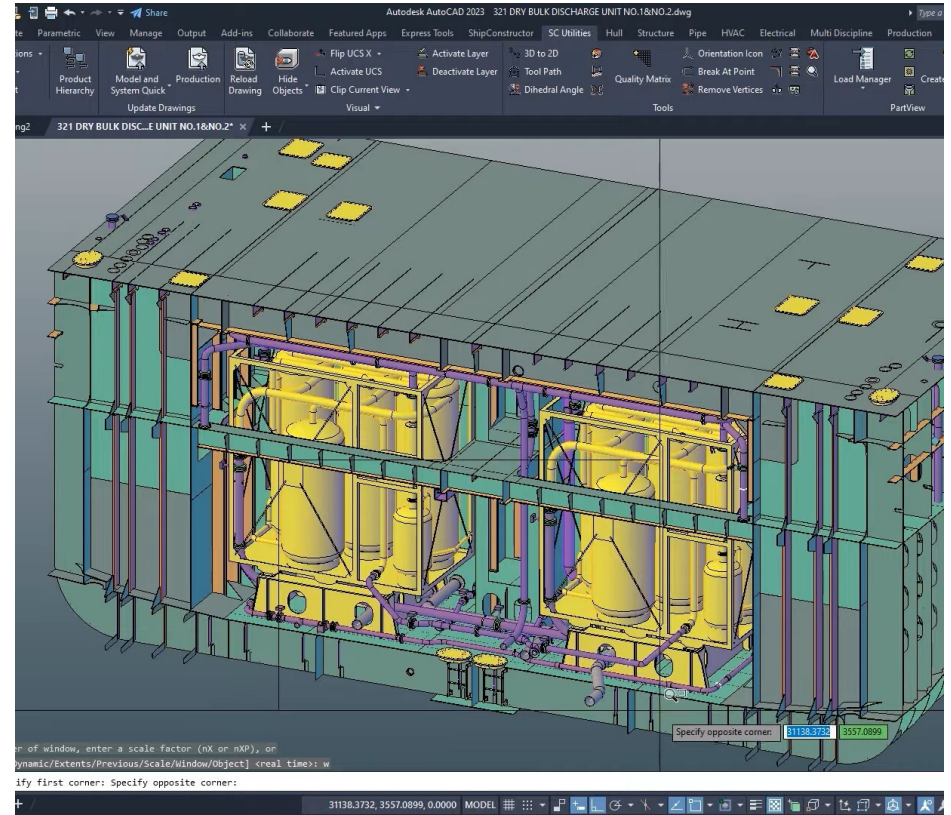 Share
Autodesk AutoCAD 2023 321 DRY BULK DISCHARGE UNIT NO.1&NO.2.dwg
Type a
Parametric View Manage Output Add-ins Collaborate Featured Apps Express Tools ShipConstructor SC Utilities Hull Structure Pipe HVAC Electrical Multi Discipline Production
Product Hierarchy
Model and System Quick
Production
Update Drawings
Reload Drawing
Hide Objects
Flip UCS X
Activate UCS
Clip Current View
Activate Layer
Deactivate Layer
Visual
3D to 2D
Tool Path
Dihedral Angle
Quality Matrix
Orientation Icon
Break At Point
Remove Vertices
Tools
Load Manager
PartView
321 DRY BULK DISC...E UNIT NO.1&NO.2*
Specify opposite corner: 31138.3732 3557.0899
of window, enter a scale factor (nX or nXP), or
/Extents/Previous/Scale/Window/Object] <real time>: w
first corner: Specify opposite corner:
31138.3732, 3557.0899, 0.0000 MODEL